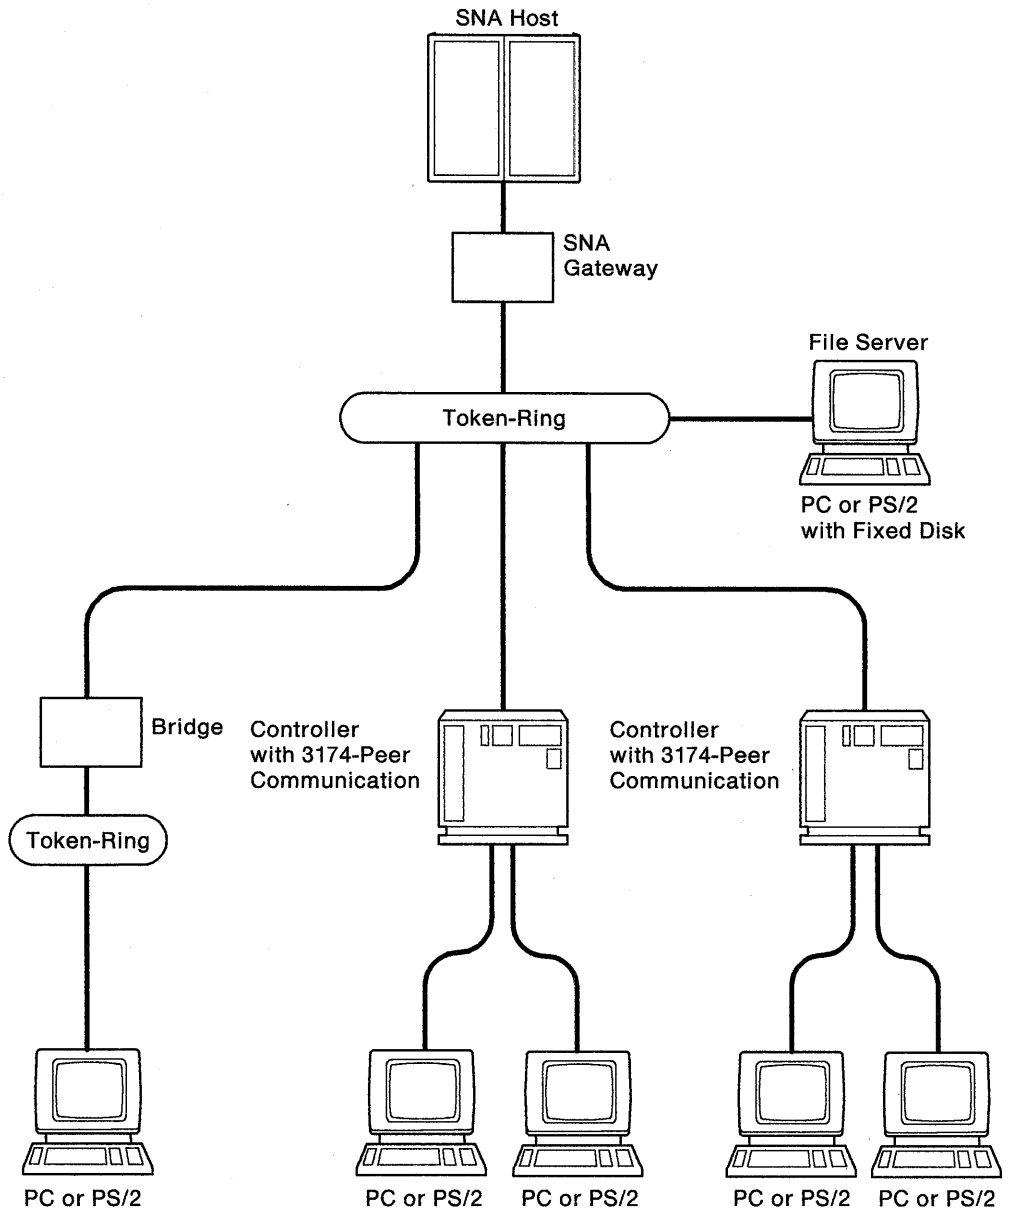 SNA Host
SNA
Gateway
File Server
Token-Ring
PC or PS/2
with Fixed Disk
Bridge
Controller
with 3174-Peer
Communication
Controller
with 3174-Peer
Communication
Token-Ring
PC or PS/2
PC or PS/2
PC or PS/2
PC or PS/2
PC or PS/2